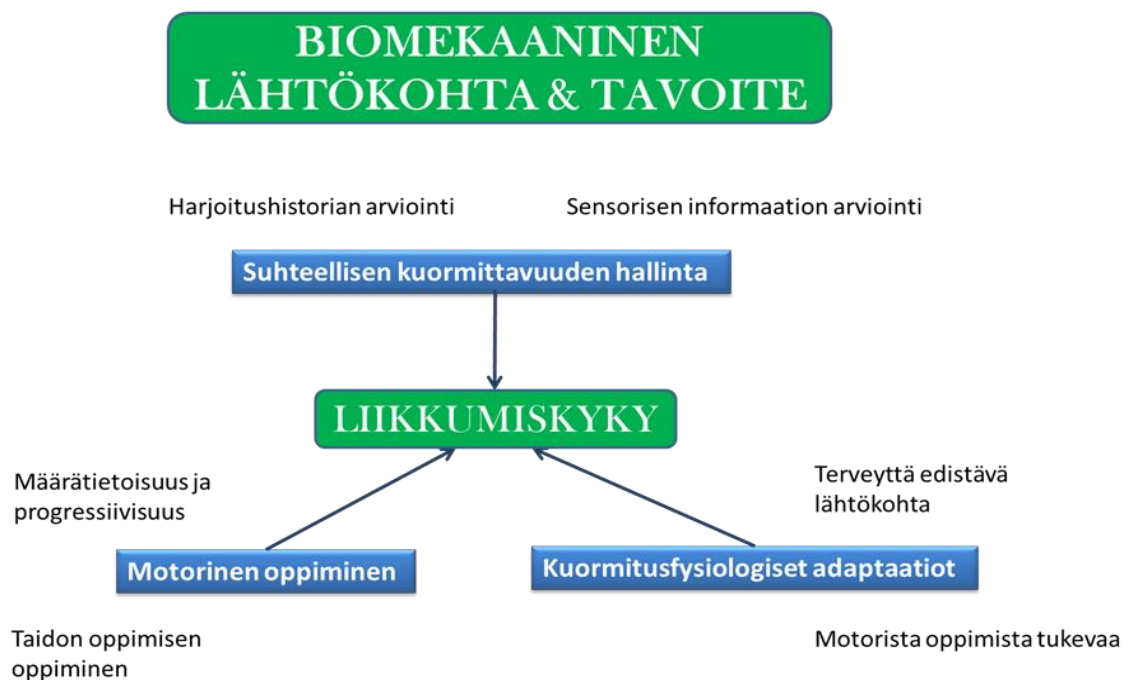 BIOMEKAANINEN
LÄHTÖKOHTA & TAVOITE
Harjoitushistorian arviointi
Sensorisen informaation arviointi
Suhteellisen kuormittavuuden hallinta
LIIKKUMISKYKY
Määrätietoisuus ja
progressiivisuus
Terveyttä edistävä
lähtökohta
Motorinen oppiminen
Kuormitusfysiologiset adaptaatiot
Taidon oppimisen
oppiminen
Motorista oppimista tukevaa